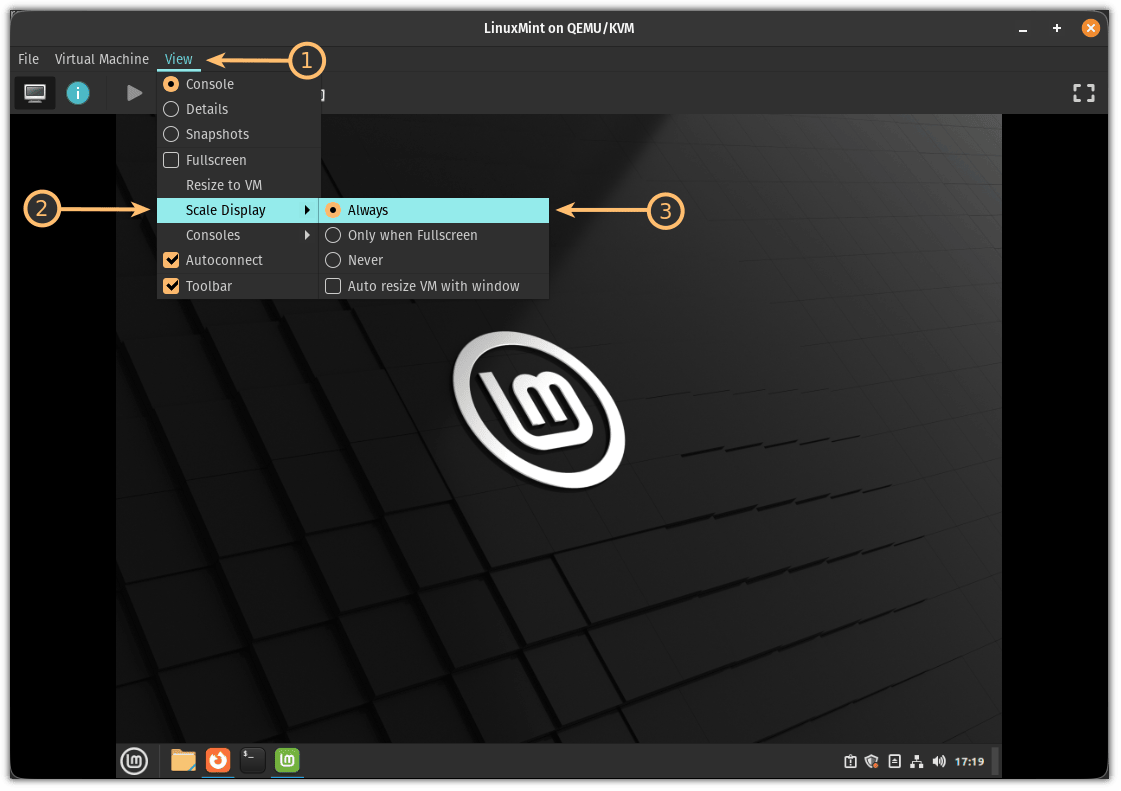 LinuxMint on QEMU/KVM
File Virtual Machine View
1
Console
Details
Snapshots
Fullscreen
Resize to VM
2
Scale Display
Always
3
Consoles
Only when Fullscreen
Autoconnect
Never
Toolbar
Auto resize VM with window
17:19